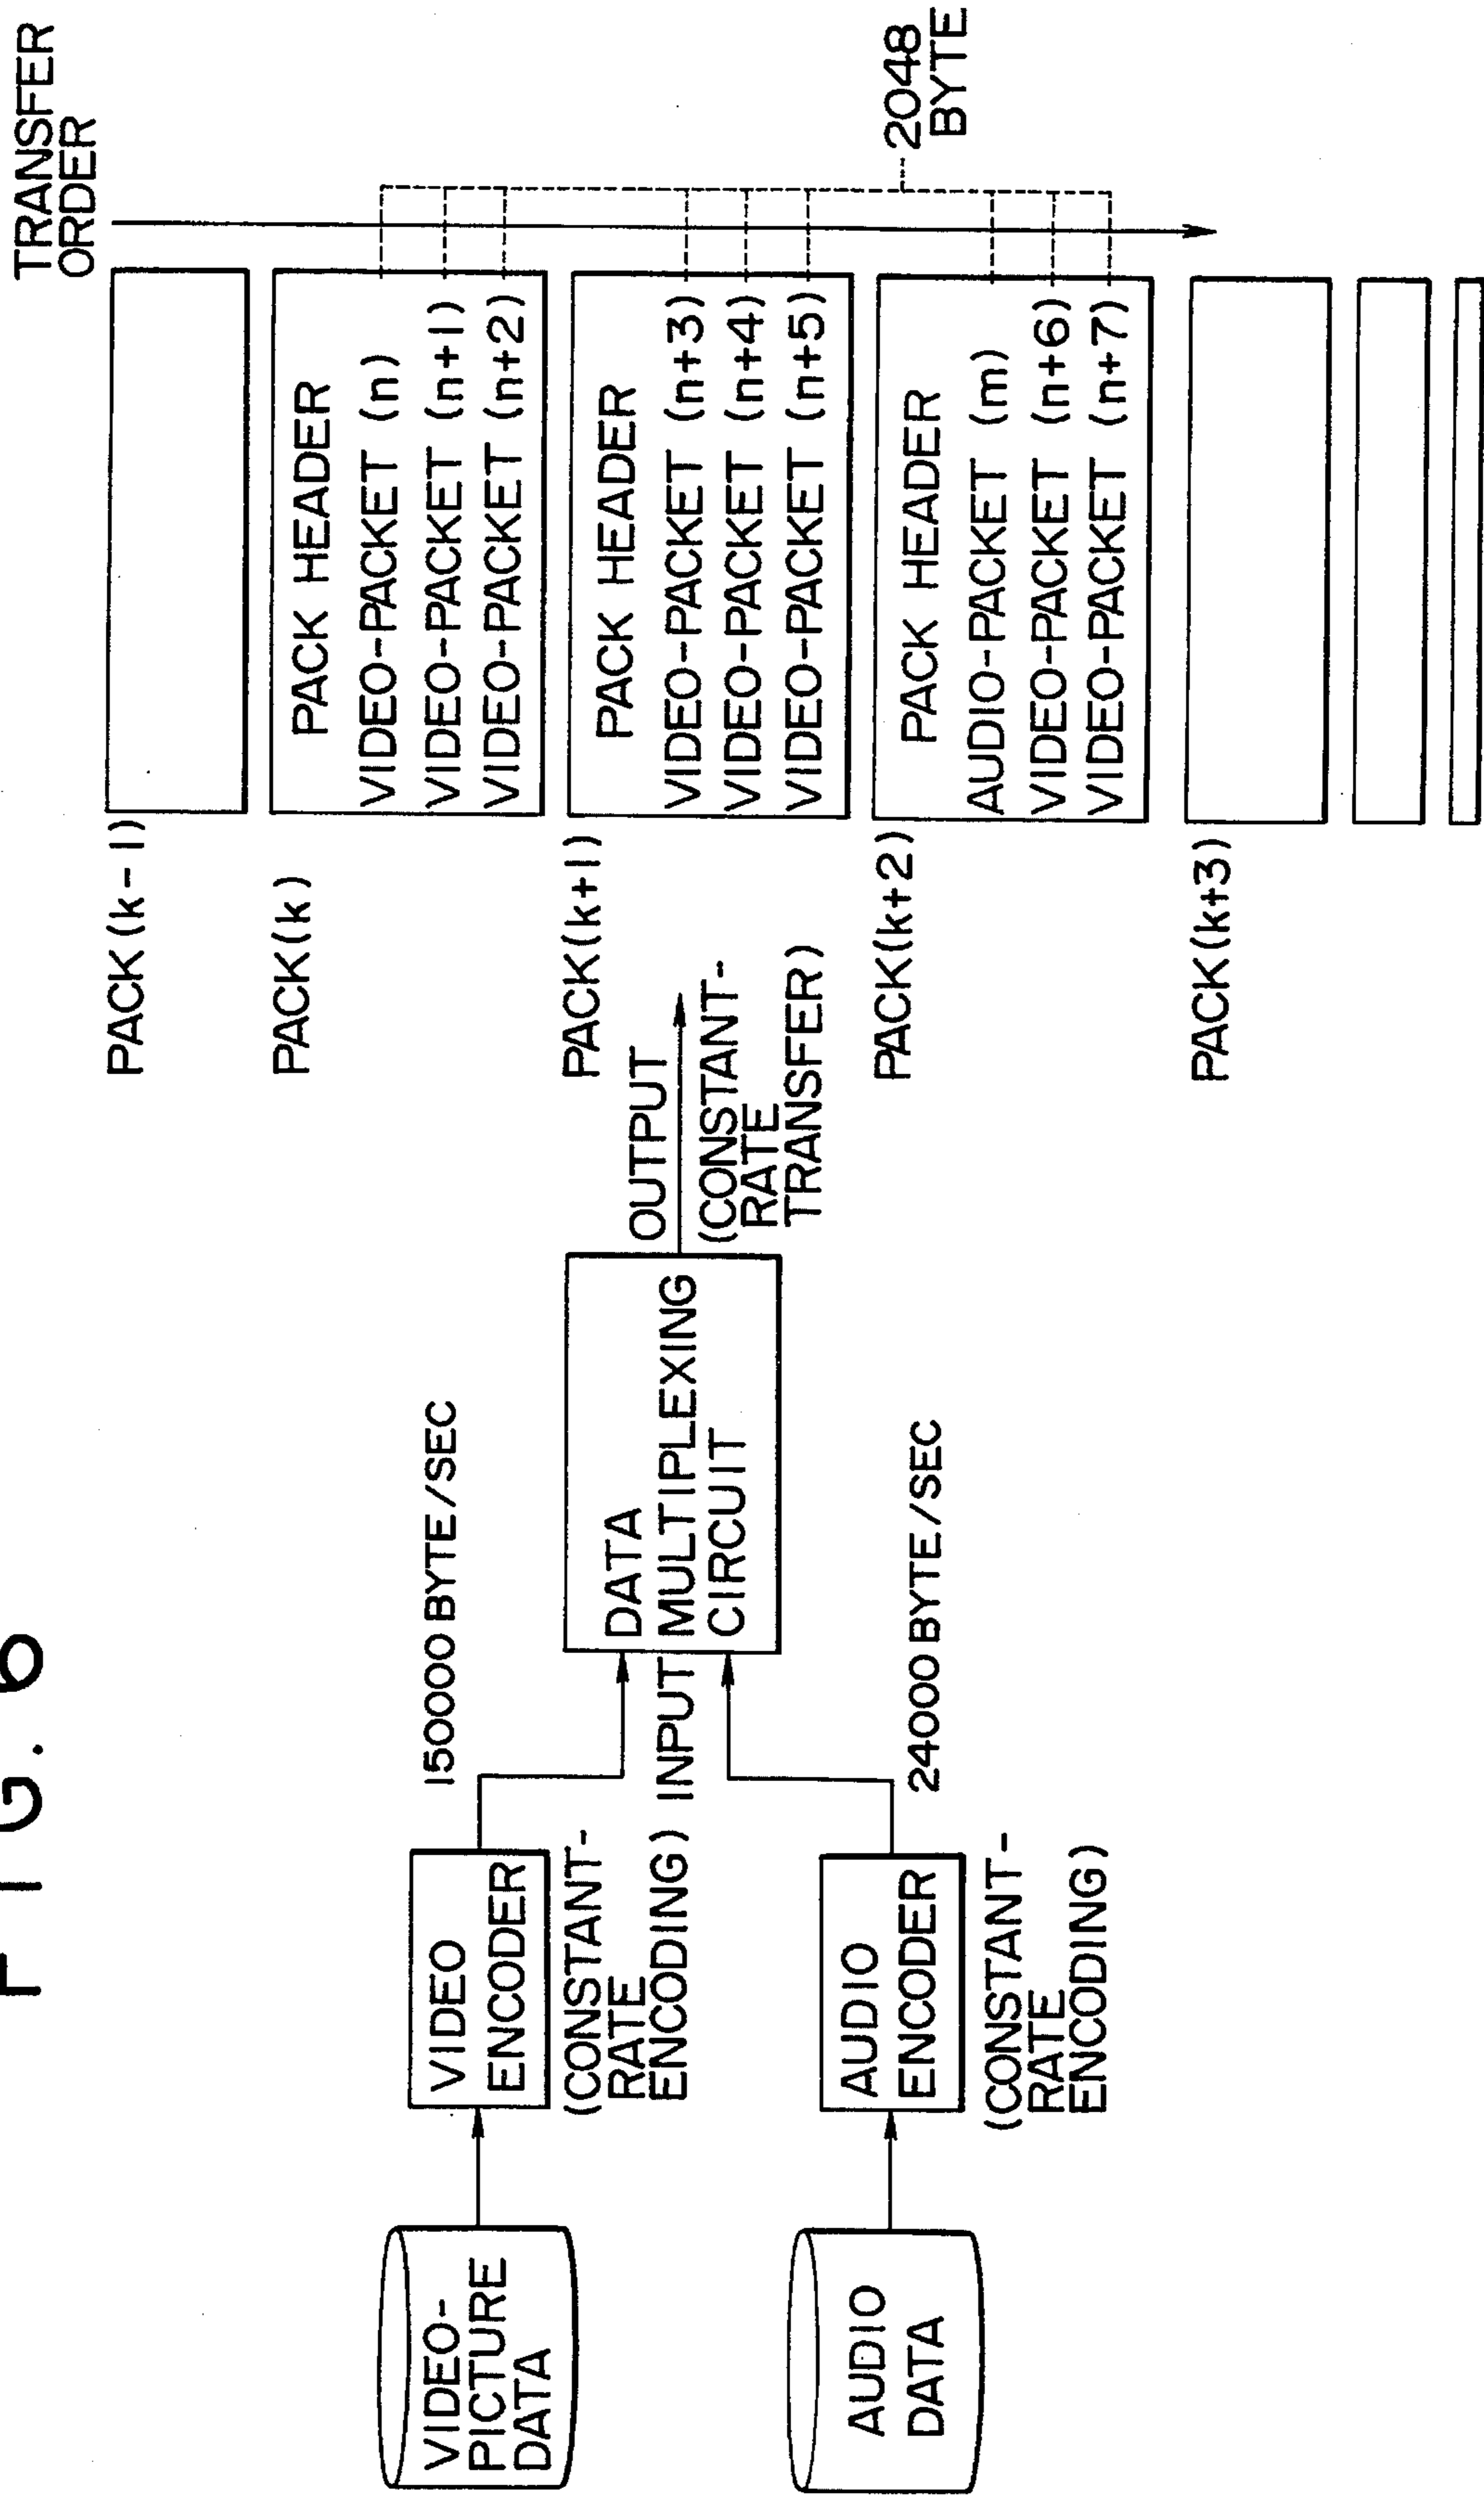 FIG. 6
VIDEO-
PICTURE
DATA
VIDEO
ENCODER
(CONSTANT-
RATE
ENCODING)
150000 BYTE/SEC
AUDIO
DATA
AUDIO
ENCODER
(CONSTANT-
RATE
ENCODING)
24000 BYTE/SEC
INPUT
DATA
MULTIPLEXING
CIRCUIT
OUTPUT
(CONSTANT-
RATE
TRANSFER)
TRANSFER
ORDER
PACK(k-1)
PACK(k)
PACK HEADER
VIDEO-PACKET (n)
VIDEO-PACKET (n+1)
VIDEO-PACKET (n+2)
PACK(k+1)
PACK HEADER
VIDEO-PACKET (n+3)
VIDEO-PACKET (n+4)
VIDEO-PACKET (n+5)
2048
BYTE
PACK(k+2)
PACK HEADER
AUDIO-PACKET (m)
VIDEO-PACKET (n+6)
VIDEO-PACKET (n+7)
PACK(k+3)